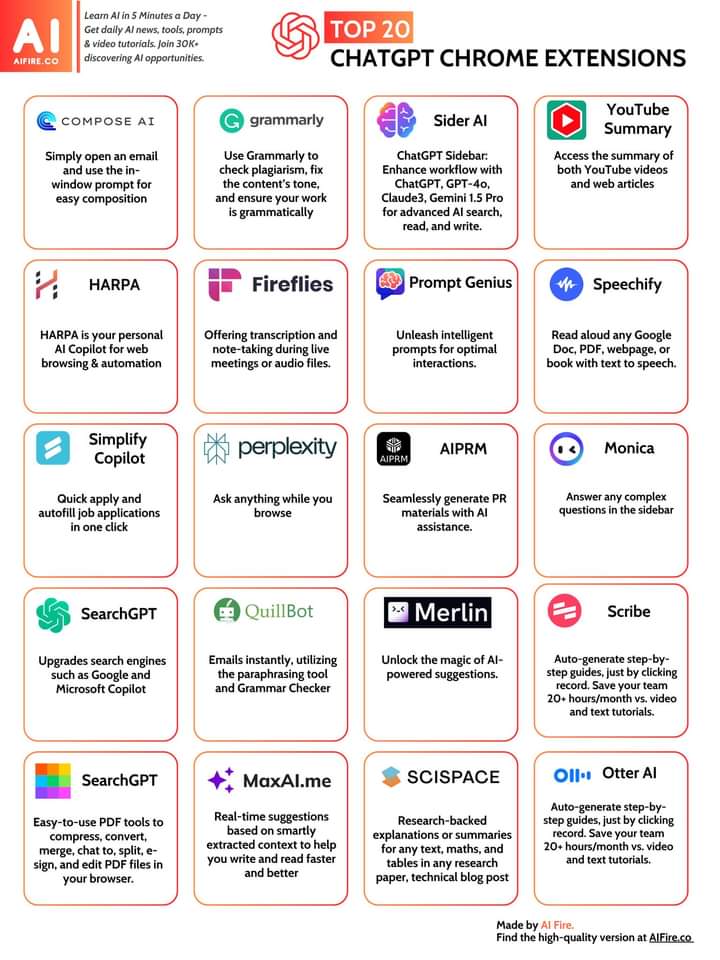 AI
AIFIRE.CO
Learn AI in 5 Minutes a Day -
Get daily AI news, tools, prompts
& video tutorials. Join 30K+
discovering AI opportunities.
TOP 20
CHATGPT CHROME EXTENSIONS
COMPOSE AI
Simply open an email
and use the in-
window prompt for
easy composition
grammarly
Use Grammarly to
check plagiarism, fix
the content's tone,
and ensure your work
is grammatically
Sider AI
ChatGPT Sidebar:
Enhance workflow with
ChatGPT, GPT-4o,
Claude3, Gemini 1.5 Pro
for advanced AI search,
read, and write.
YouTube
Summary
Access the summary of
both YouTube videos
and web articles
HARPA
HARPA is your personal
AI Copilot for web
browsing & automation
Fireflies
Offering transcription and
note-taking during live
meetings or audio files.
Prompt Genius
Unleash intelligent
prompts for optimal
interactions.
Speechify
Read aloud any Google
Doc, PDF, webpage, or
book with text to speech.
Simplify
Copilot
Quick apply and
autofill job applications
in one click
perplexity
Ask anything while you
browse
AIPRM
AIPRM
Seamlessly generate PR
materials with AI
assistance.
Monica
Answer any complex
questions in the sidebar
SearchGPT
Upgrades search engines
such as Google and
Microsoft Copilot
QuillBot
Emails instantly, utilizing
the paraphrasing tool
and Grammar Checker
Merlin
Unlock the magic of AI-
powered suggestions.
Scribe
Auto-generate step-by-
step guides, just by clicking
record. Save your team
20+ hours/month vs. video
and text tutorials.
SearchGPT
Easy-to-use PDF tools to
compress, convert,
merge, chat to, split, e-
sign, and edit PDF files in
your browser.
MaxAI.me
Real-time suggestions
based on smartly
extracted context to help
you write and read faster
and better
SCISPACE
Research-backed
explanations or summaries
for any text, maths, and
tables in any research
paper, technical blog post
Otter AI
Auto-generate step-by-
step guides, just by clicking
record. Save your team
20+ hours/month vs. video
and text tutorials.
Made by AI Fire.
Find the high-quality version at AIFire.co